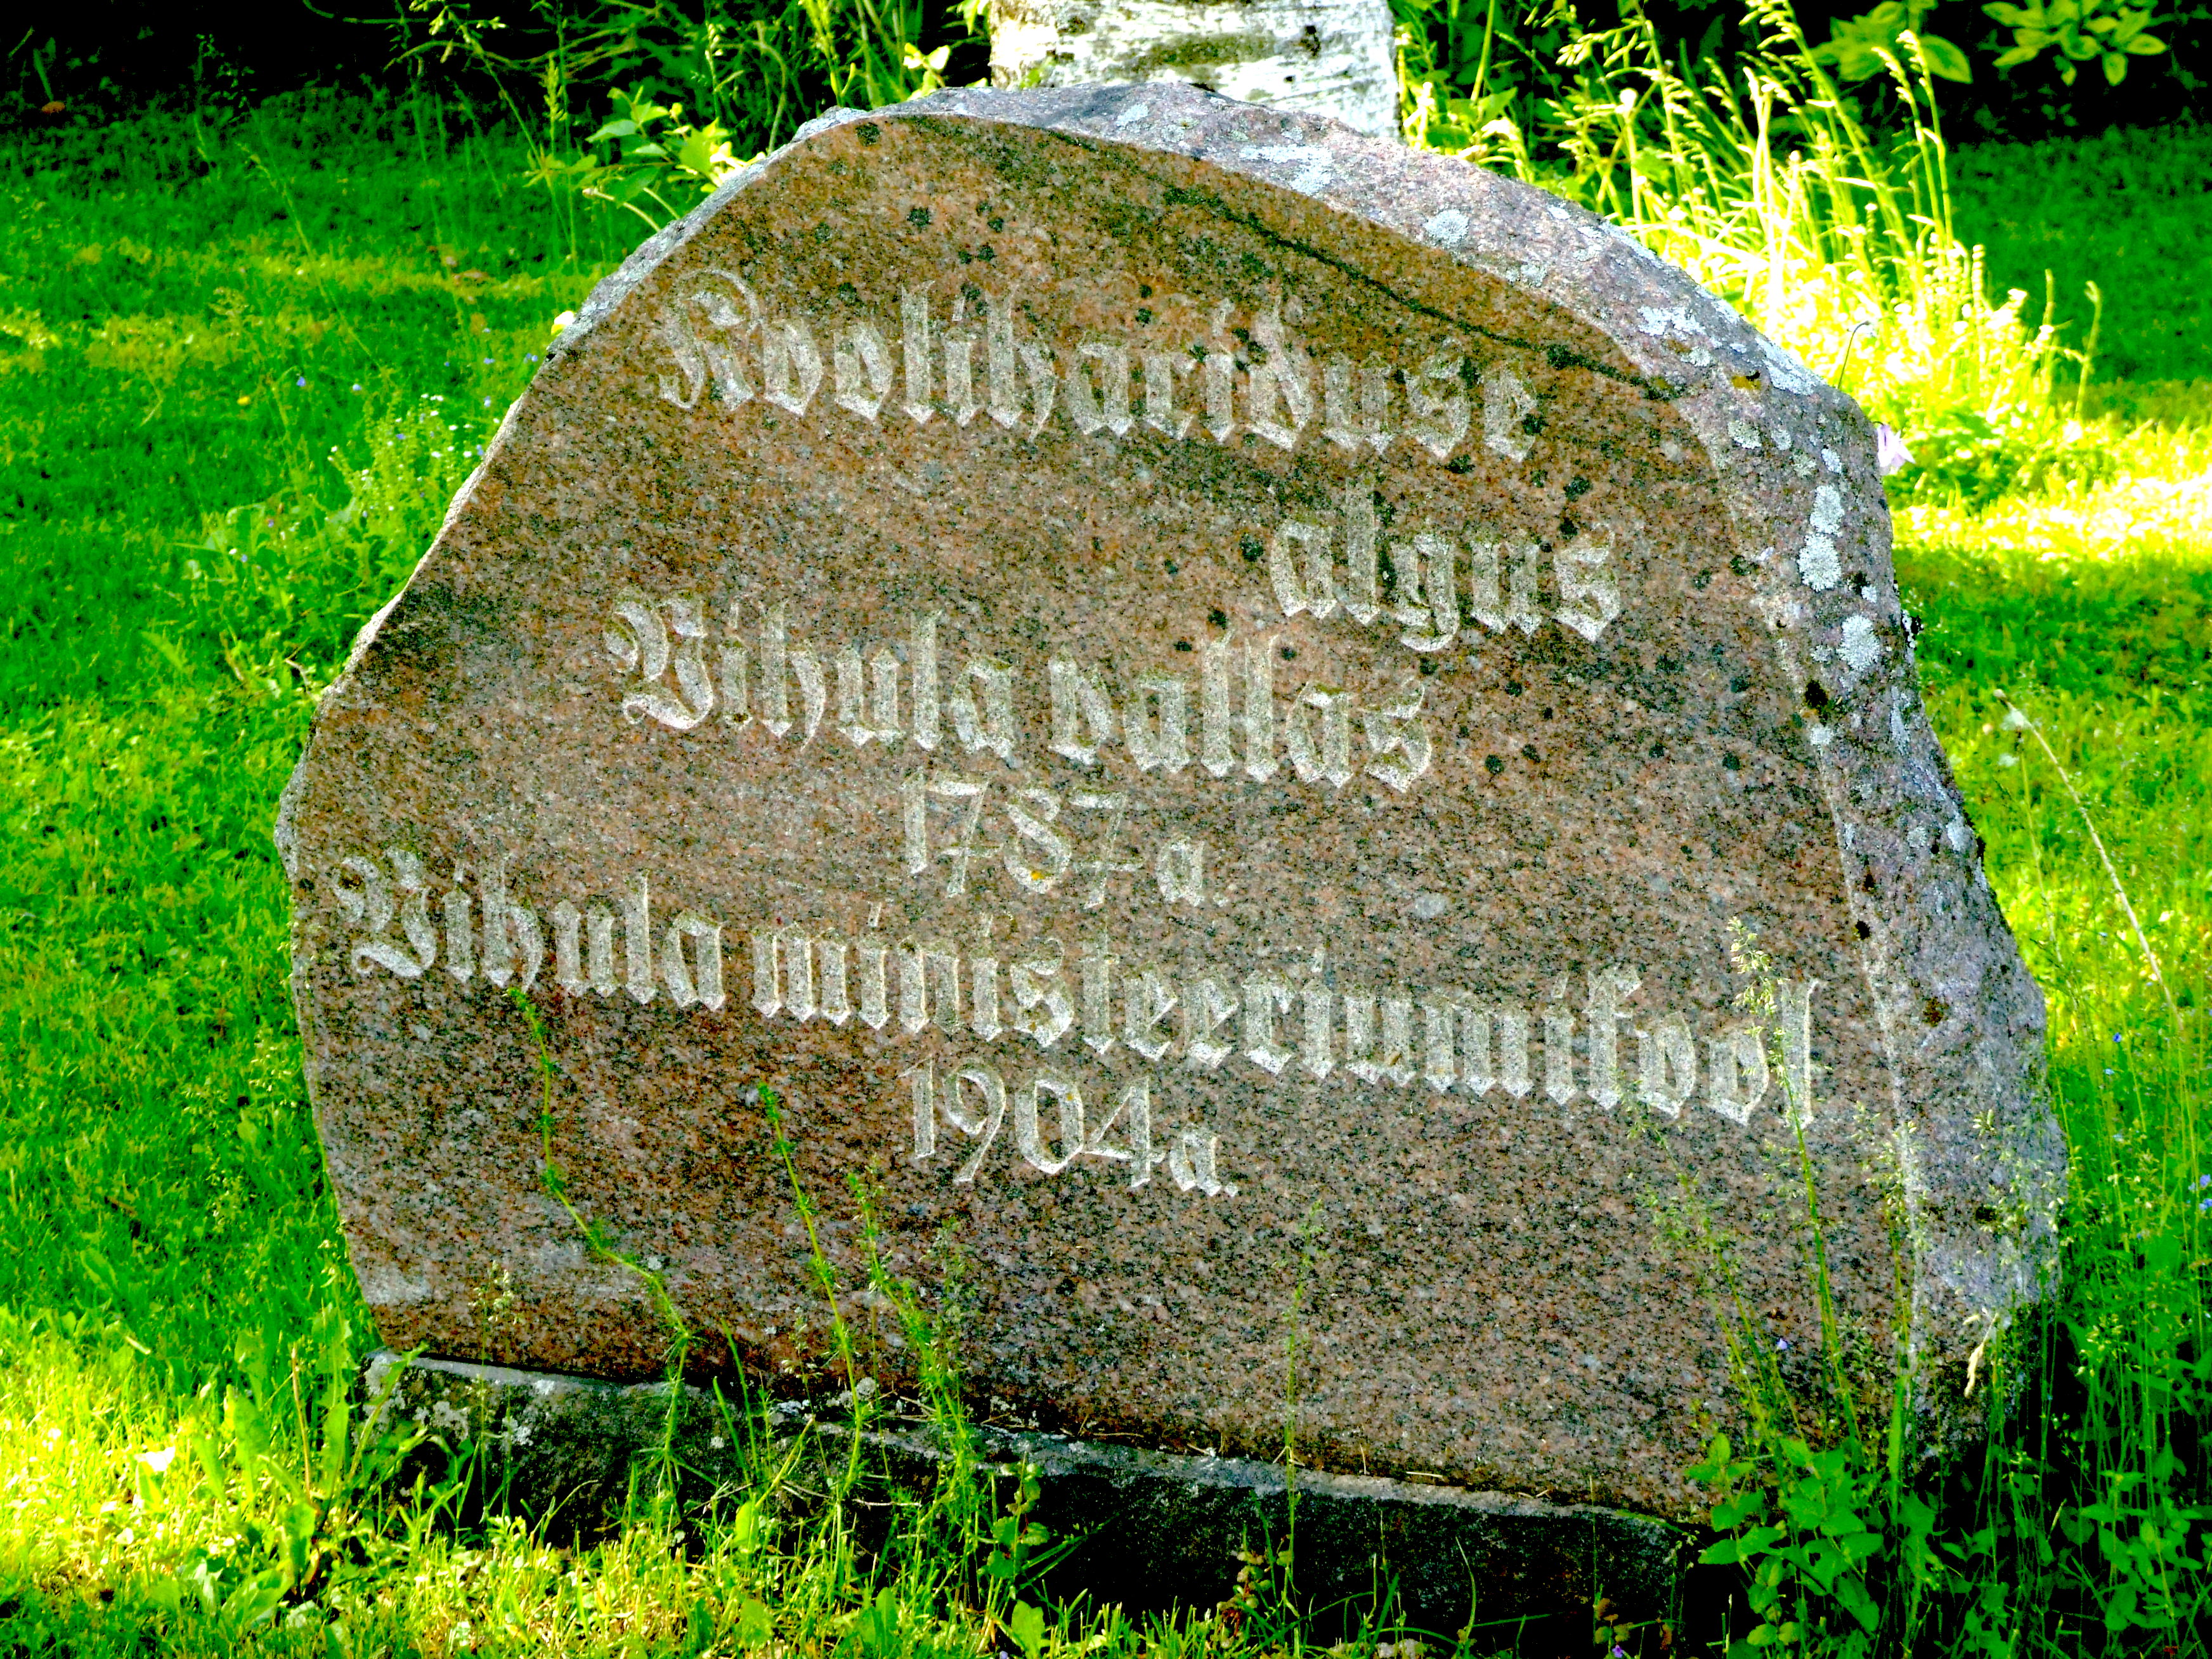 Koolihariduse
algus
Vihula vallas
1787 a.
Vihula ministeeriumikool
1904 a.